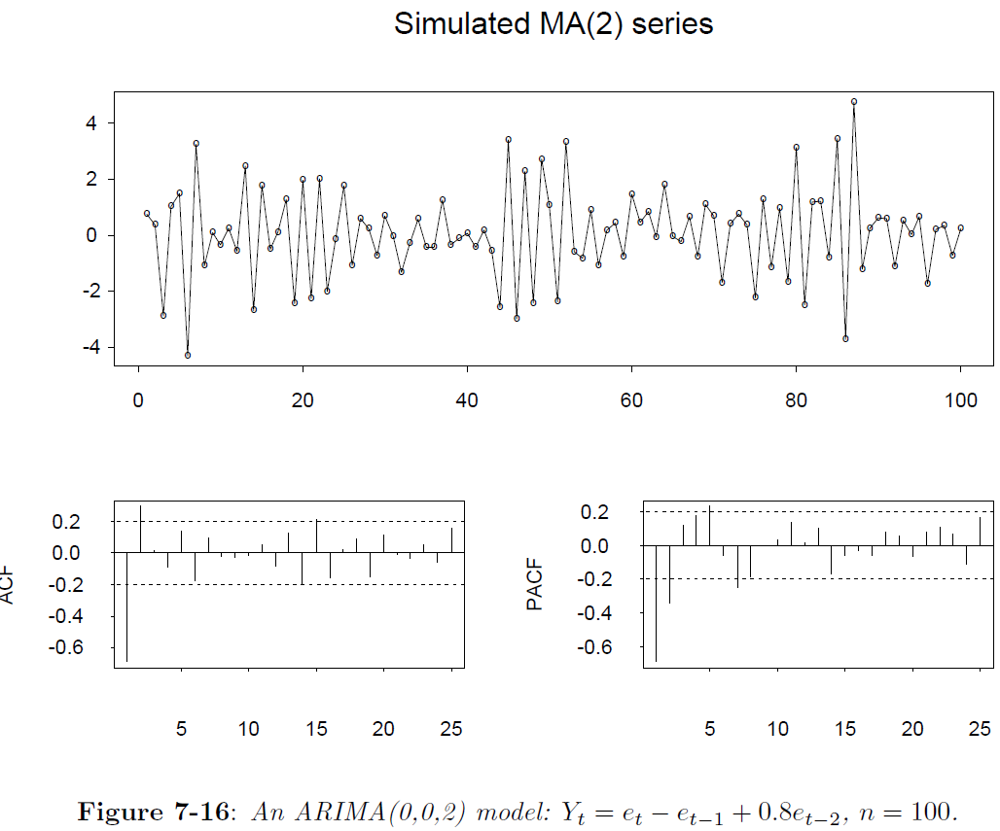 Simulated MA(2) series
4
2
0
-2
-4
0 20 40 60 80 100
ACF
0.2
0.0
-0.2
-0.4
-0.6
5 10 15 20 25
PACF
0.2
0.0
-0.2
-0.4
-0.6
5 10 15 20 25
Figure 7-16: An ARIMA(0,0,2) model: Yₜ = eₜ − eₜ₋₁ + 0.8eₜ₋₂, n = 100.